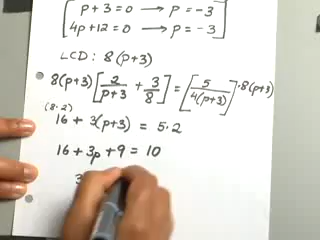 p + 3 = 0 → p = -3
4p + 12 = 0 → p = -3
LCD: 8(p+3)
8(p+3) [ 2/(p+3) + 3/8 ] = [ 5/(4(p+3)) ] · 8(p+3)
(8·2)
16 + 3(p+3) = 5·2
16 + 3p + 9 = 10
3